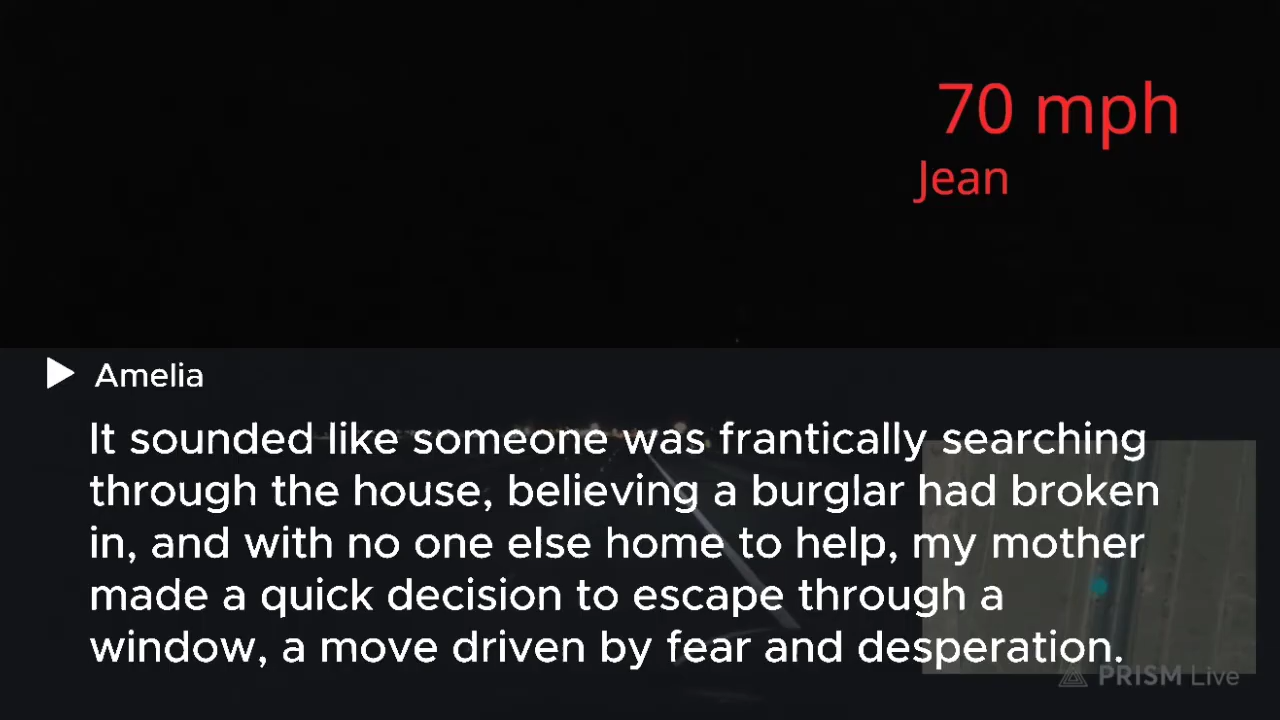 70 mph
Jean
Amelia
It sounded like someone was frantically searching
through the house, believing a burglar had broken
in, and with no one else home to help, my mother
made a quick decision to escape through a
window, a move driven by fear and desperation.
PRISM Live